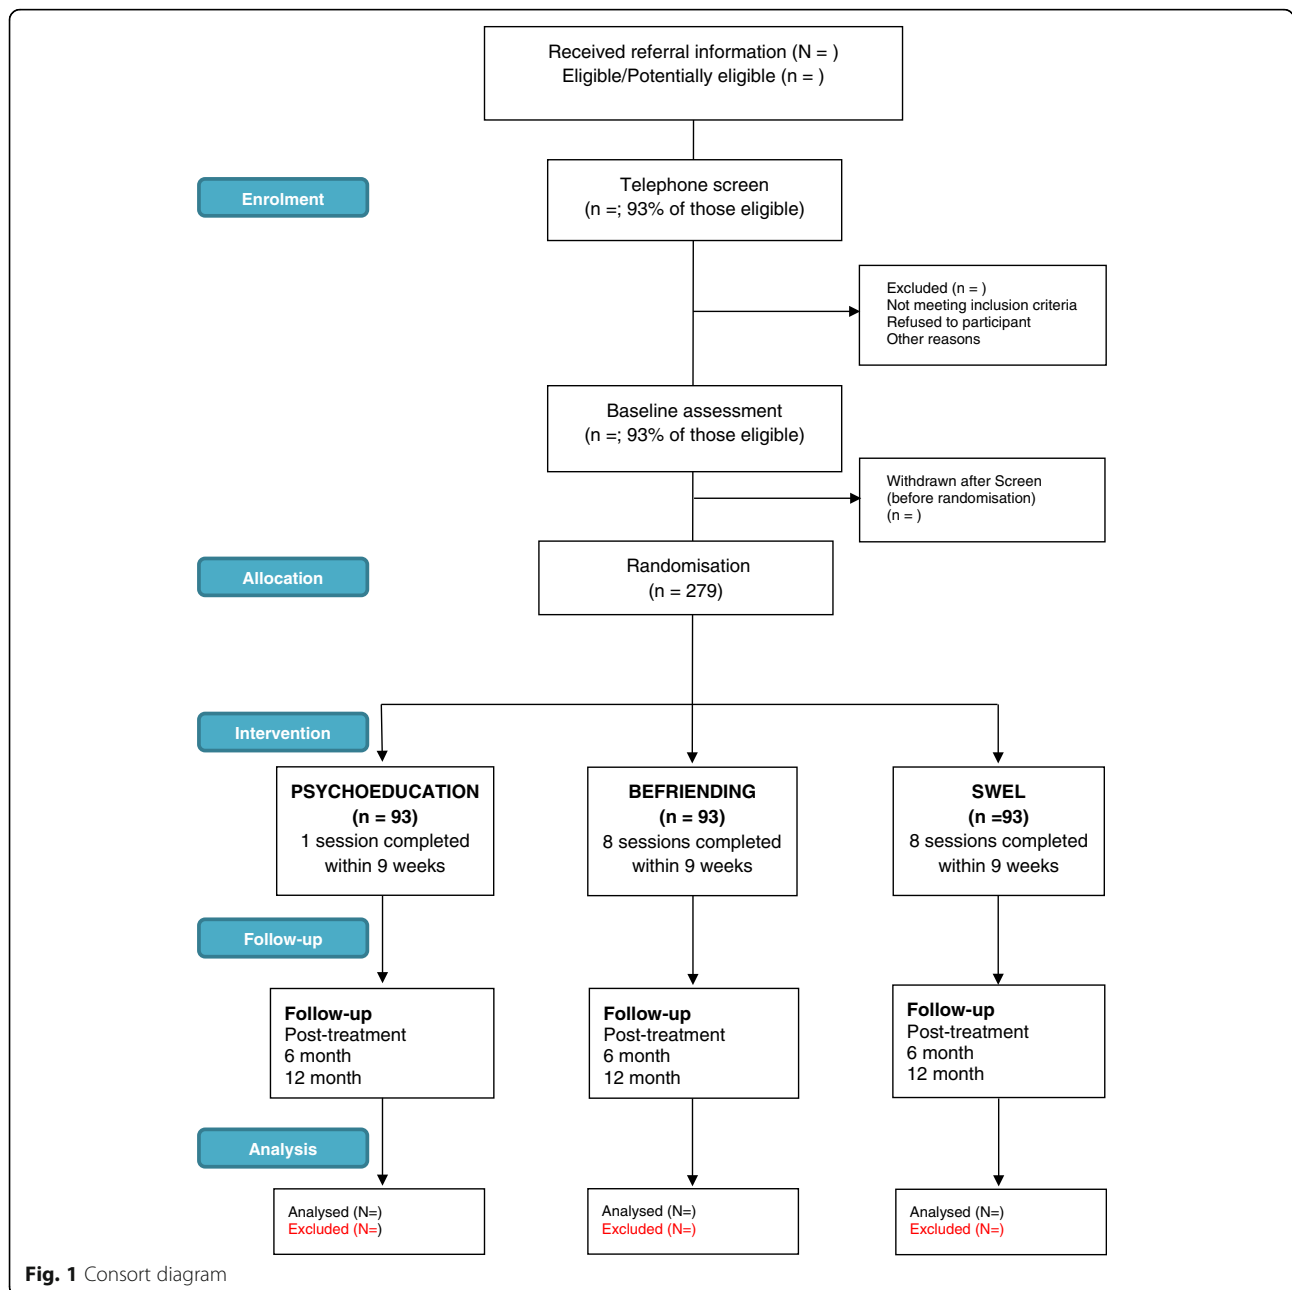 Received referral information (N = )
Eligible/Potentially eligible (n = )
Enrolment
Telephone screen
(n =; 93% of those eligible)
Excluded (n = )
Not meeting inclusion criteria
Refused to participant
Other reasons
Baseline assessment
(n =; 93% of those eligible)
Withdrawn after Screen
(before randomisation)
(n = )
Allocation
Randomisation
(n = 279)
Intervention
PSYCHOEDUCATION
(n = 93)
1 session completed
within 9 weeks
BEFRIENDING
(n = 93)
8 sessions completed
within 9 weeks
SWEL
(n =93)
8 sessions completed
within 9 weeks
Follow-up
Follow-up
Post-treatment
6 month
12 month
Follow-up
Post-treatment
6 month
12 month
Follow-up
Post-treatment
6 month
12 month
Analysis
Analysed (N=)
Excluded (N=)
Analysed (N=)
Excluded (N=)
Analysed (N=)
Excluded (N=)
Fig. 1 Consort diagram